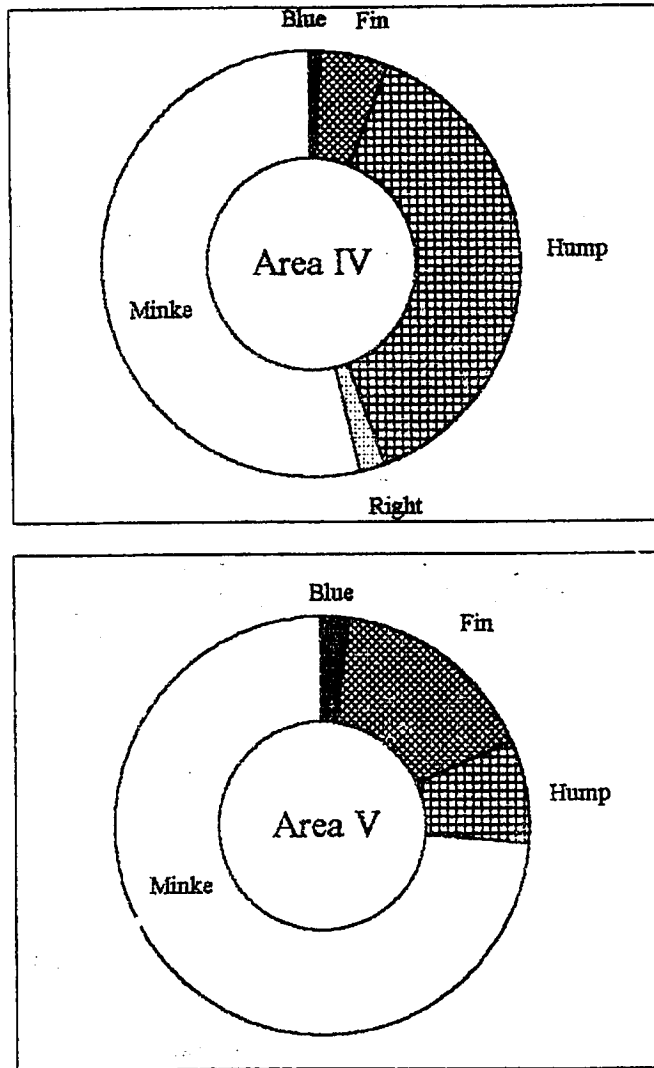 Blue Fin
Area IV
Hump
Minke
Right
Blue
Fin
Hump
Area V
Minke